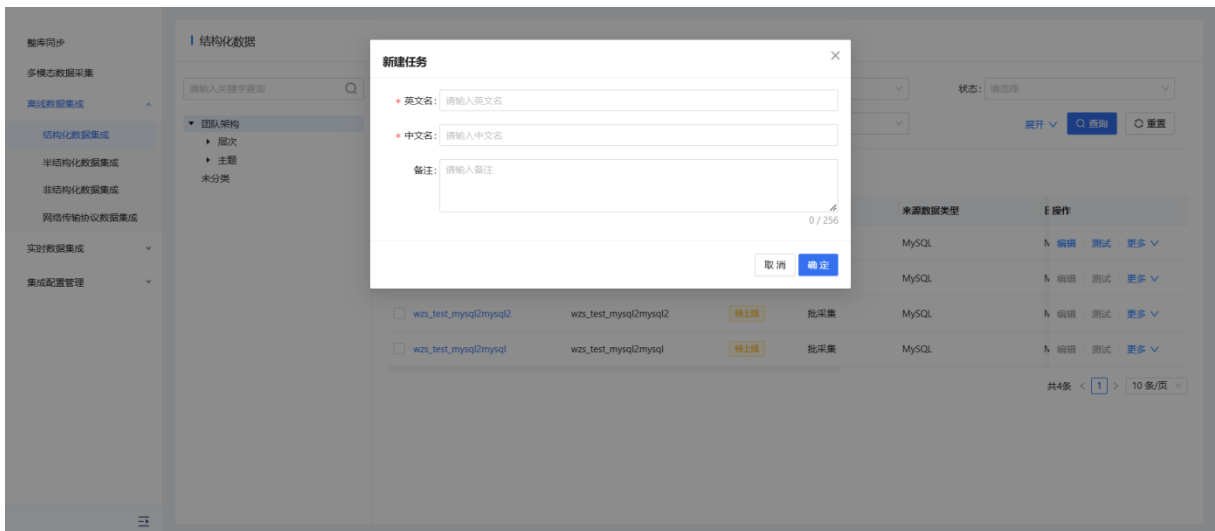 整库同步
多模态数据采集
离线数据集成
结构化数据集成
半结构化数据集成
非结构化数据集成
网络传输协议数据集成
实时数据集成
集成配置管理
结构化数据
请输入关键字查询
团队架构
层次
主题
未分类
新建任务
* 英文名: 请输入英文名
* 中文名: 请输入中文名
备注: 请输入备注
0 / 256
取 消 确 定
状态: 请选择
展开 查询 重置
来源数据类型 操作
MySQL 编辑 测试 更多
MySQL 编辑 测试 更多
wzs_test_mysql2mysql2 wzs_test_mysql2mysql2 待上线 批采集 MySQL 编辑 测试 更多
wzs_test_mysql2mysql wzs_test_mysql2mysql 待上线 批采集 MySQL 编辑 测试 更多
共4条 < 1 > 10 条/页